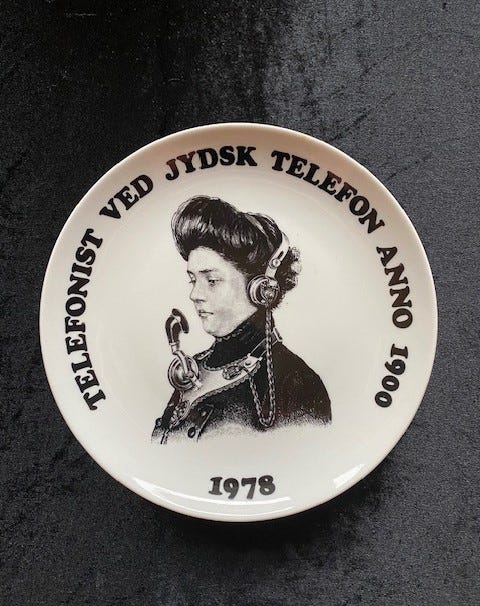 TELEFONIST VED JYDSK TELEFON ANNO 1900
1978